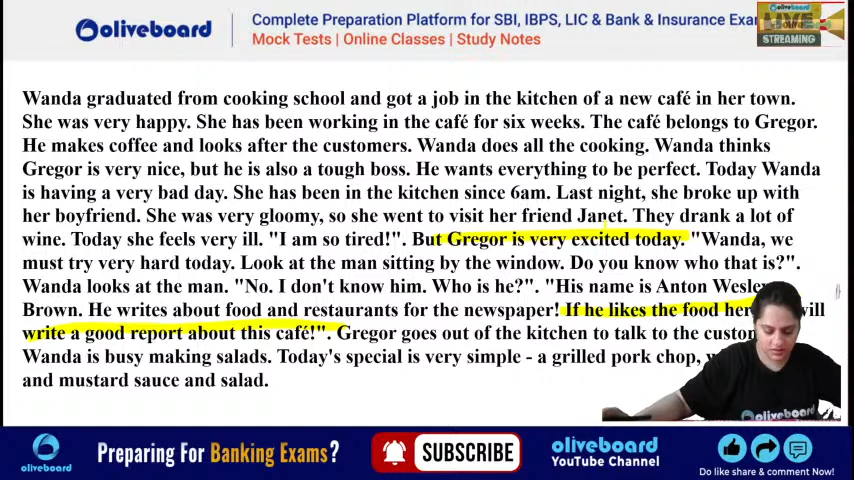 oliveboard
Complete Preparation Platform for SBI, IBPS, LIC & Bank & Insurance Exa
Mock Tests | Online Classes | Study Notes
oliveboard
LIVE
STREAMING
Wanda graduated from cooking school and got a job in the kitchen of a new café in her town.
She was very happy. She has been working in the café for six weeks. The café belongs to Gregor.
He makes coffee and looks after the customers. Wanda does all the cooking. Wanda thinks
Gregor is very nice, but he is also a tough boss. He wants everything to be perfect. Today Wanda
is having a very bad day. She has been in the kitchen since 6am. Last night, she broke up with
her boyfriend. She was very gloomy, so she went to visit her friend Janet. They drank a lot of
wine. Today she feels very ill. "I am so tired!". But Gregor is very excited today. "Wanda, we
must try very hard today. Look at the man sitting by the window. Do you know who that is?".
Wanda looks at the man. "No. I don't know him. Who is he?". "His name is Anton Wesley
Brown. He writes about food and restaurants for the newspaper! If he likes the food her will
write a good report about this café!". Gregor goes out of the kitchen to talk to the custo
Wanda is busy making salads. Today's special is very simple - a grilled pork chop,
and mustard sauce and salad.
oliveboard
oliveboard
Preparing For Banking Exams?
SUBSCRIBE
oliveboard
YouTube Channel
Do like share & comment Now!